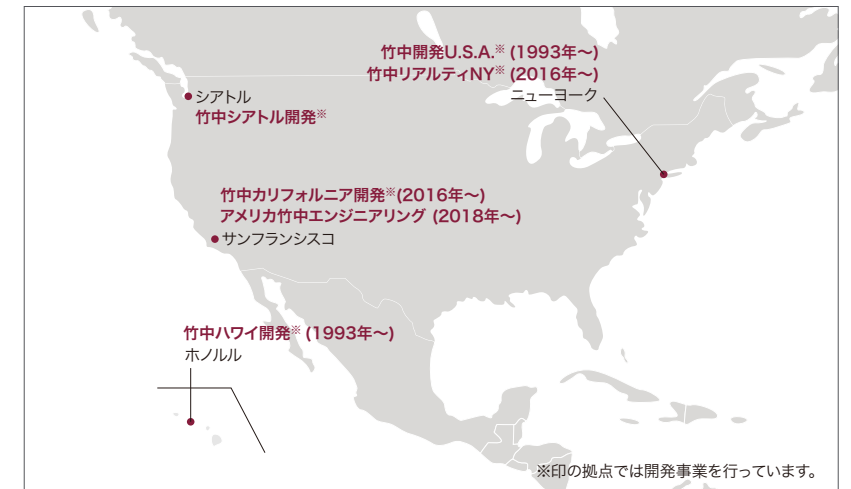 竹中開発U.S.A.※ (1993年～)
竹中リアルティNY※ (2016年～)
ニューヨーク
シアトル
竹中シアトル開発※
竹中カリフォルニア開発※(2016年～)
アメリカ竹中エンジニアリング (2018年～)
サンフランシスコ
竹中ハワイ開発※ (1993年～)
ホノルル
※印の拠点では開発事業を行っています。